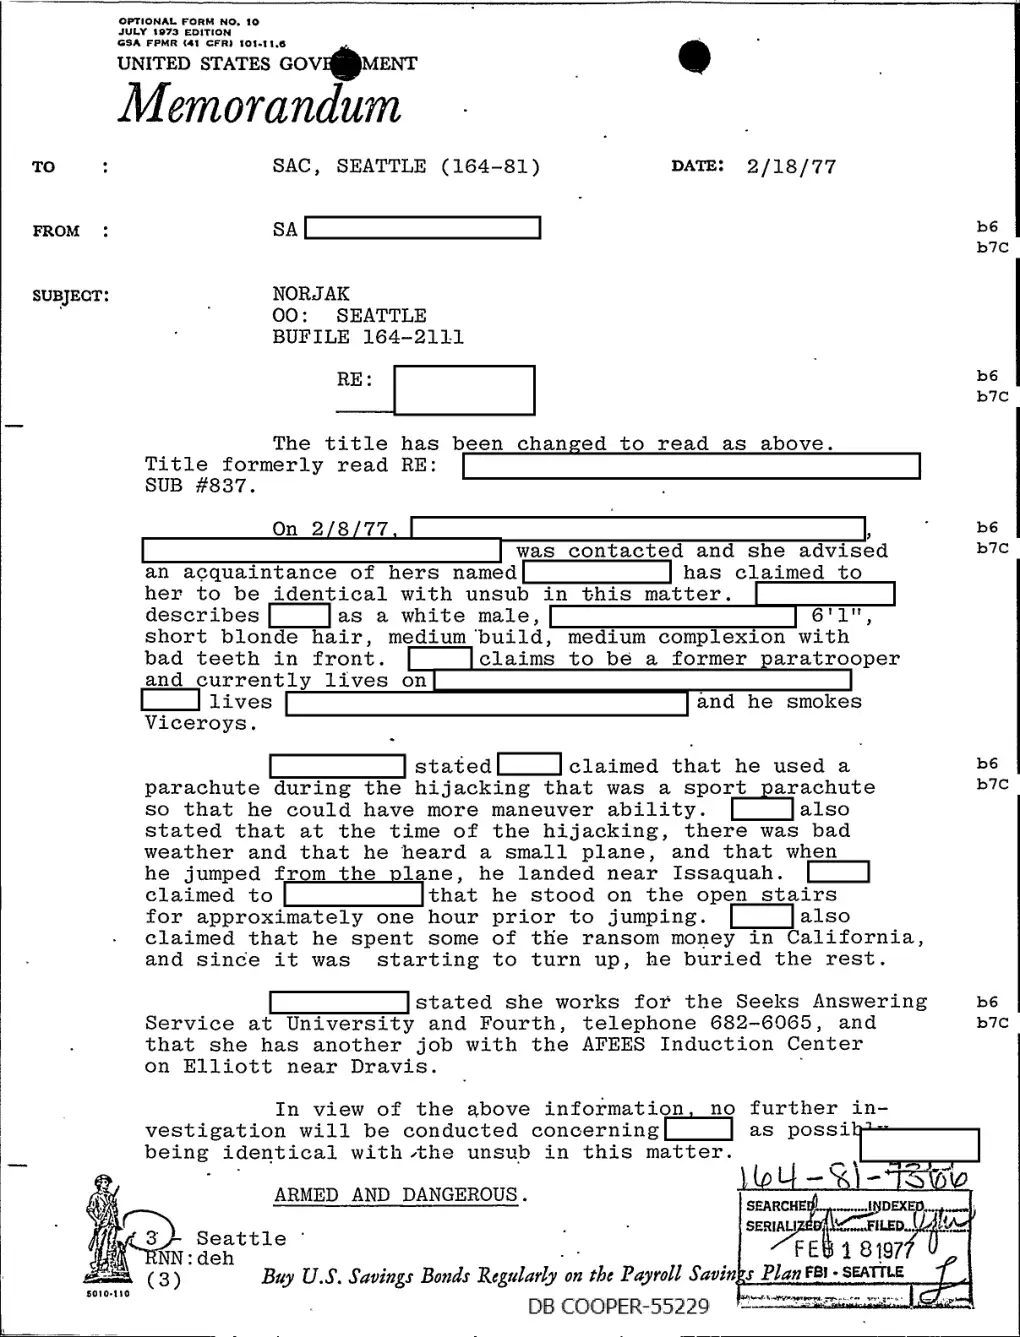 OPTIONAL FORM NO. 10
JULY 1973 EDITION
GSA FPMR (41 CFR) 101-11.6
UNITED STATES GOVE MENT
Memorandum
TO : SAC, SEATTLE (164-81) DATE: 2/18/77
FROM : SA b6
b7C
SUBJECT: NORJAK
OO: SEATTLE
BUFILE 164-2111
RE: b6
b7C
The title has been changed to read as above.
Title formerly read RE:
SUB #837.
On 2/8/77, , b6
was contacted and she advised b7C
an acquaintance of hers named has claimed to
her to be identical with unsub in this matter.
describes as a white male, 6'1",
short blonde hair, medium build, medium complexion with
bad teeth in front. claims to be a former paratrooper
and currently lives on
lives and he smokes
Viceroys.
stated claimed that he used a b6
parachute during the hijacking that was a sport parachute b7C
so that he could have more maneuver ability. also
stated that at the time of the hijacking, there was bad
weather and that he heard a small plane, and that when
he jumped from the plane, he landed near Issaquah.
claimed to that he stood on the open stairs
for approximately one hour prior to jumping. also
claimed that he spent some of the ransom money in California,
and since it was starting to turn up, he buried the rest.
stated she works for the Seeks Answering b6
Service at University and Fourth, telephone 682-6065, and b7C
that she has another job with the AFEES Induction Center
on Elliott near Dravis.
In view of the above information, no further in-
vestigation will be conducted concerning as possibly
being identical with the unsub in this matter.
164-81-7366
ARMED AND DANGEROUS.
SEARCHED INDEXED
SERIALIZED FILED
3 - Seattle
FEB 18 1977
RNN:deh
(3)
FBI - SEATTLE
Buy U.S. Savings Bonds Regularly on the Payroll Savings Plan
5010-110
DB COOPER-55229